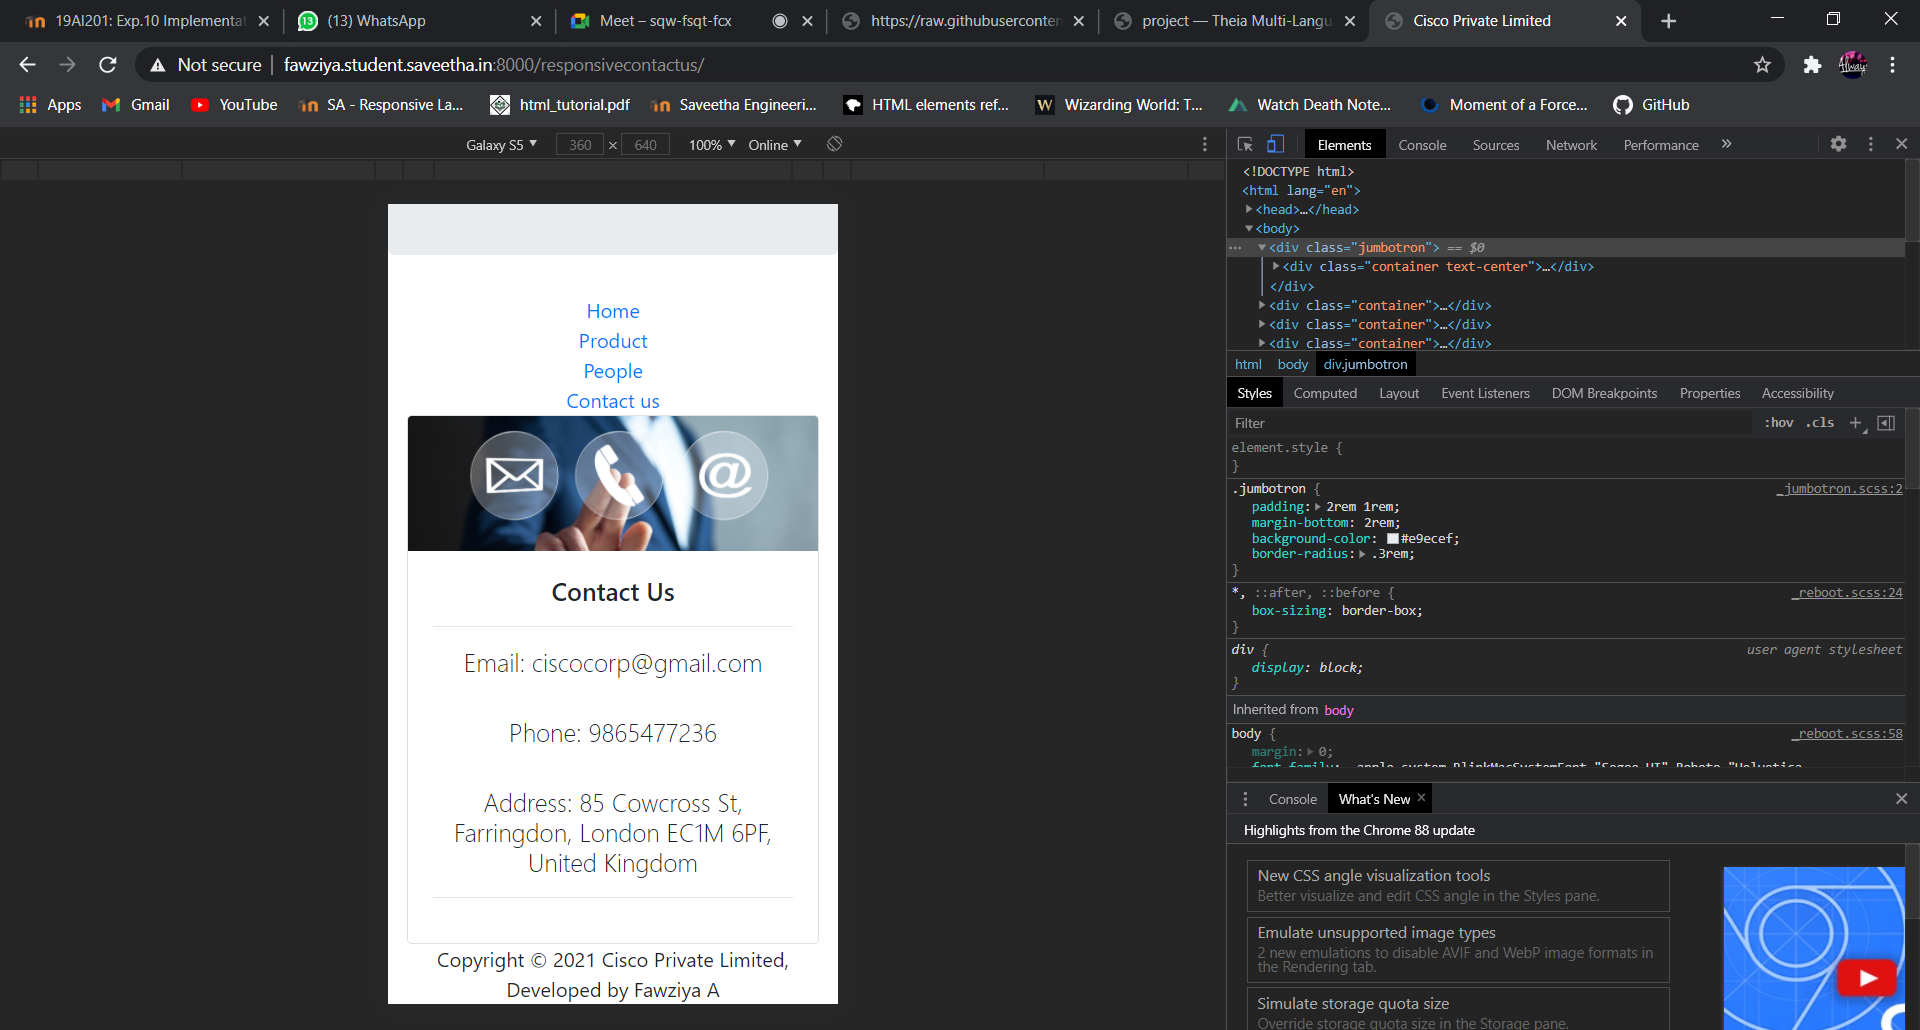 19AI201: Exp.10 Implementat
(13) WhatsApp
Meet – sqw-fsqt-fcx
https://raw.githubuserconten
project — Theia Multi-Langu
Cisco Private Limited
Not secure
fawziya.student.saveetha.in:8000/responsivecontactus/
Apps
Gmail
YouTube
SA - Responsive La...
html_tutorial.pdf
Saveetha Engineeri...
HTML elements ref...
Wizarding World: T...
Watch Death Note...
Moment of a Force...
GitHub
Galaxy S5
360 × 640
100%
Online
Elements
Console
Sources
Network
Performance
<!DOCTYPE html>
<html lang="en">
<head>…</head>
<body>
<div class="jumbotron"> == $0
<div class="container text-center">…</div>
</div>
<div class="container">…</div>
<div class="container">…</div>
<div class="container">…</div>
html body div.jumbotron
Styles
Computed
Layout
Event Listeners
DOM Breakpoints
Properties
Accessibility
Filter
:hov .cls +
element.style {
}
.jumbotron {
_jumbotron.scss:2
padding: 2rem 1rem;
margin-bottom: 2rem;
background-color: #e9ecef;
border-radius: .3rem;
}
*, ::after, ::before {
_reboot.scss:24
box-sizing: border-box;
}
div {
user agent stylesheet
display: block;
}
Inherited from body
body {
_reboot.scss:58
margin: 0;
font-family: -apple-system,BlinkMacSystemFont,"Segoe UI",Roboto,"Helvetica
Console
What's New
Highlights from the Chrome 88 update
New CSS angle visualization tools
Better visualize and edit CSS angle in the Styles pane.
Emulate unsupported image types
2 new emulations to disable AVIF and WebP image formats in
the Rendering tab.
Simulate storage quota size
Override storage quota size in the Storage pane.
Home
Product
People
Contact us
@
Contact Us
Email: ciscocorp@gmail.com
Phone: 9865477236
Address: 85 Cowcross St,
Farringdon, London EC1M 6PF,
United Kingdom
Copyright © 2021 Cisco Private Limited,
Developed by Fawziya A